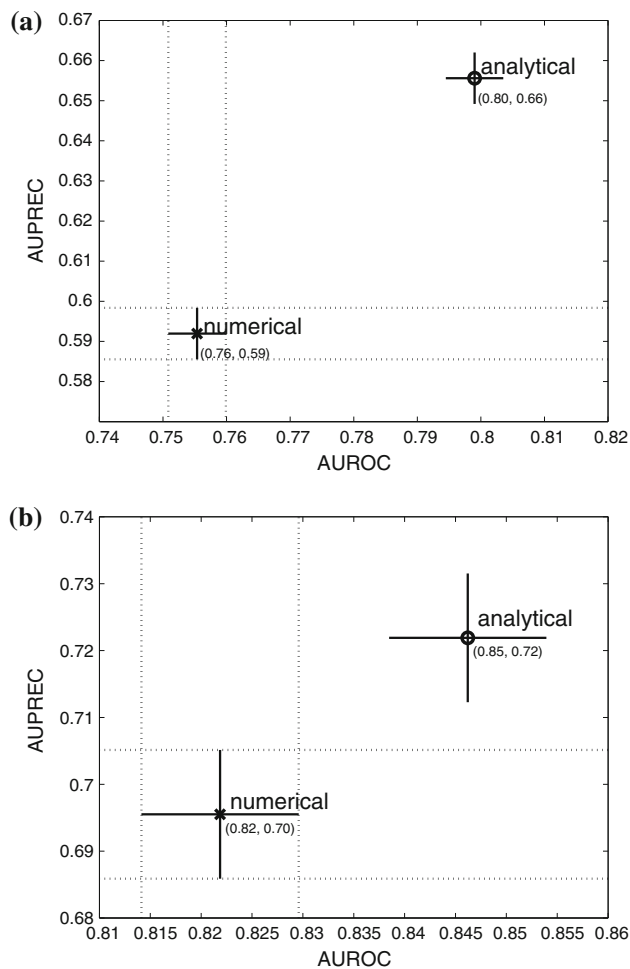 (a)
0.67
0.66
0.65
0.64
0.63
0.62
0.61
0.6
0.59
0.58
AUPREC
analytical
(0.80, 0.66)
numerical
(0.76, 0.59)
0.74 0.75 0.76 0.77 0.78 0.79 0.8 0.81 0.82
AUROC
(b)
0.74
0.73
0.72
0.71
0.7
0.69
0.68
AUPREC
analytical
(0.85, 0.72)
numerical
(0.82, 0.70)
0.81 0.815 0.82 0.825 0.83 0.835 0.84 0.845 0.85 0.855 0.86
AUROC